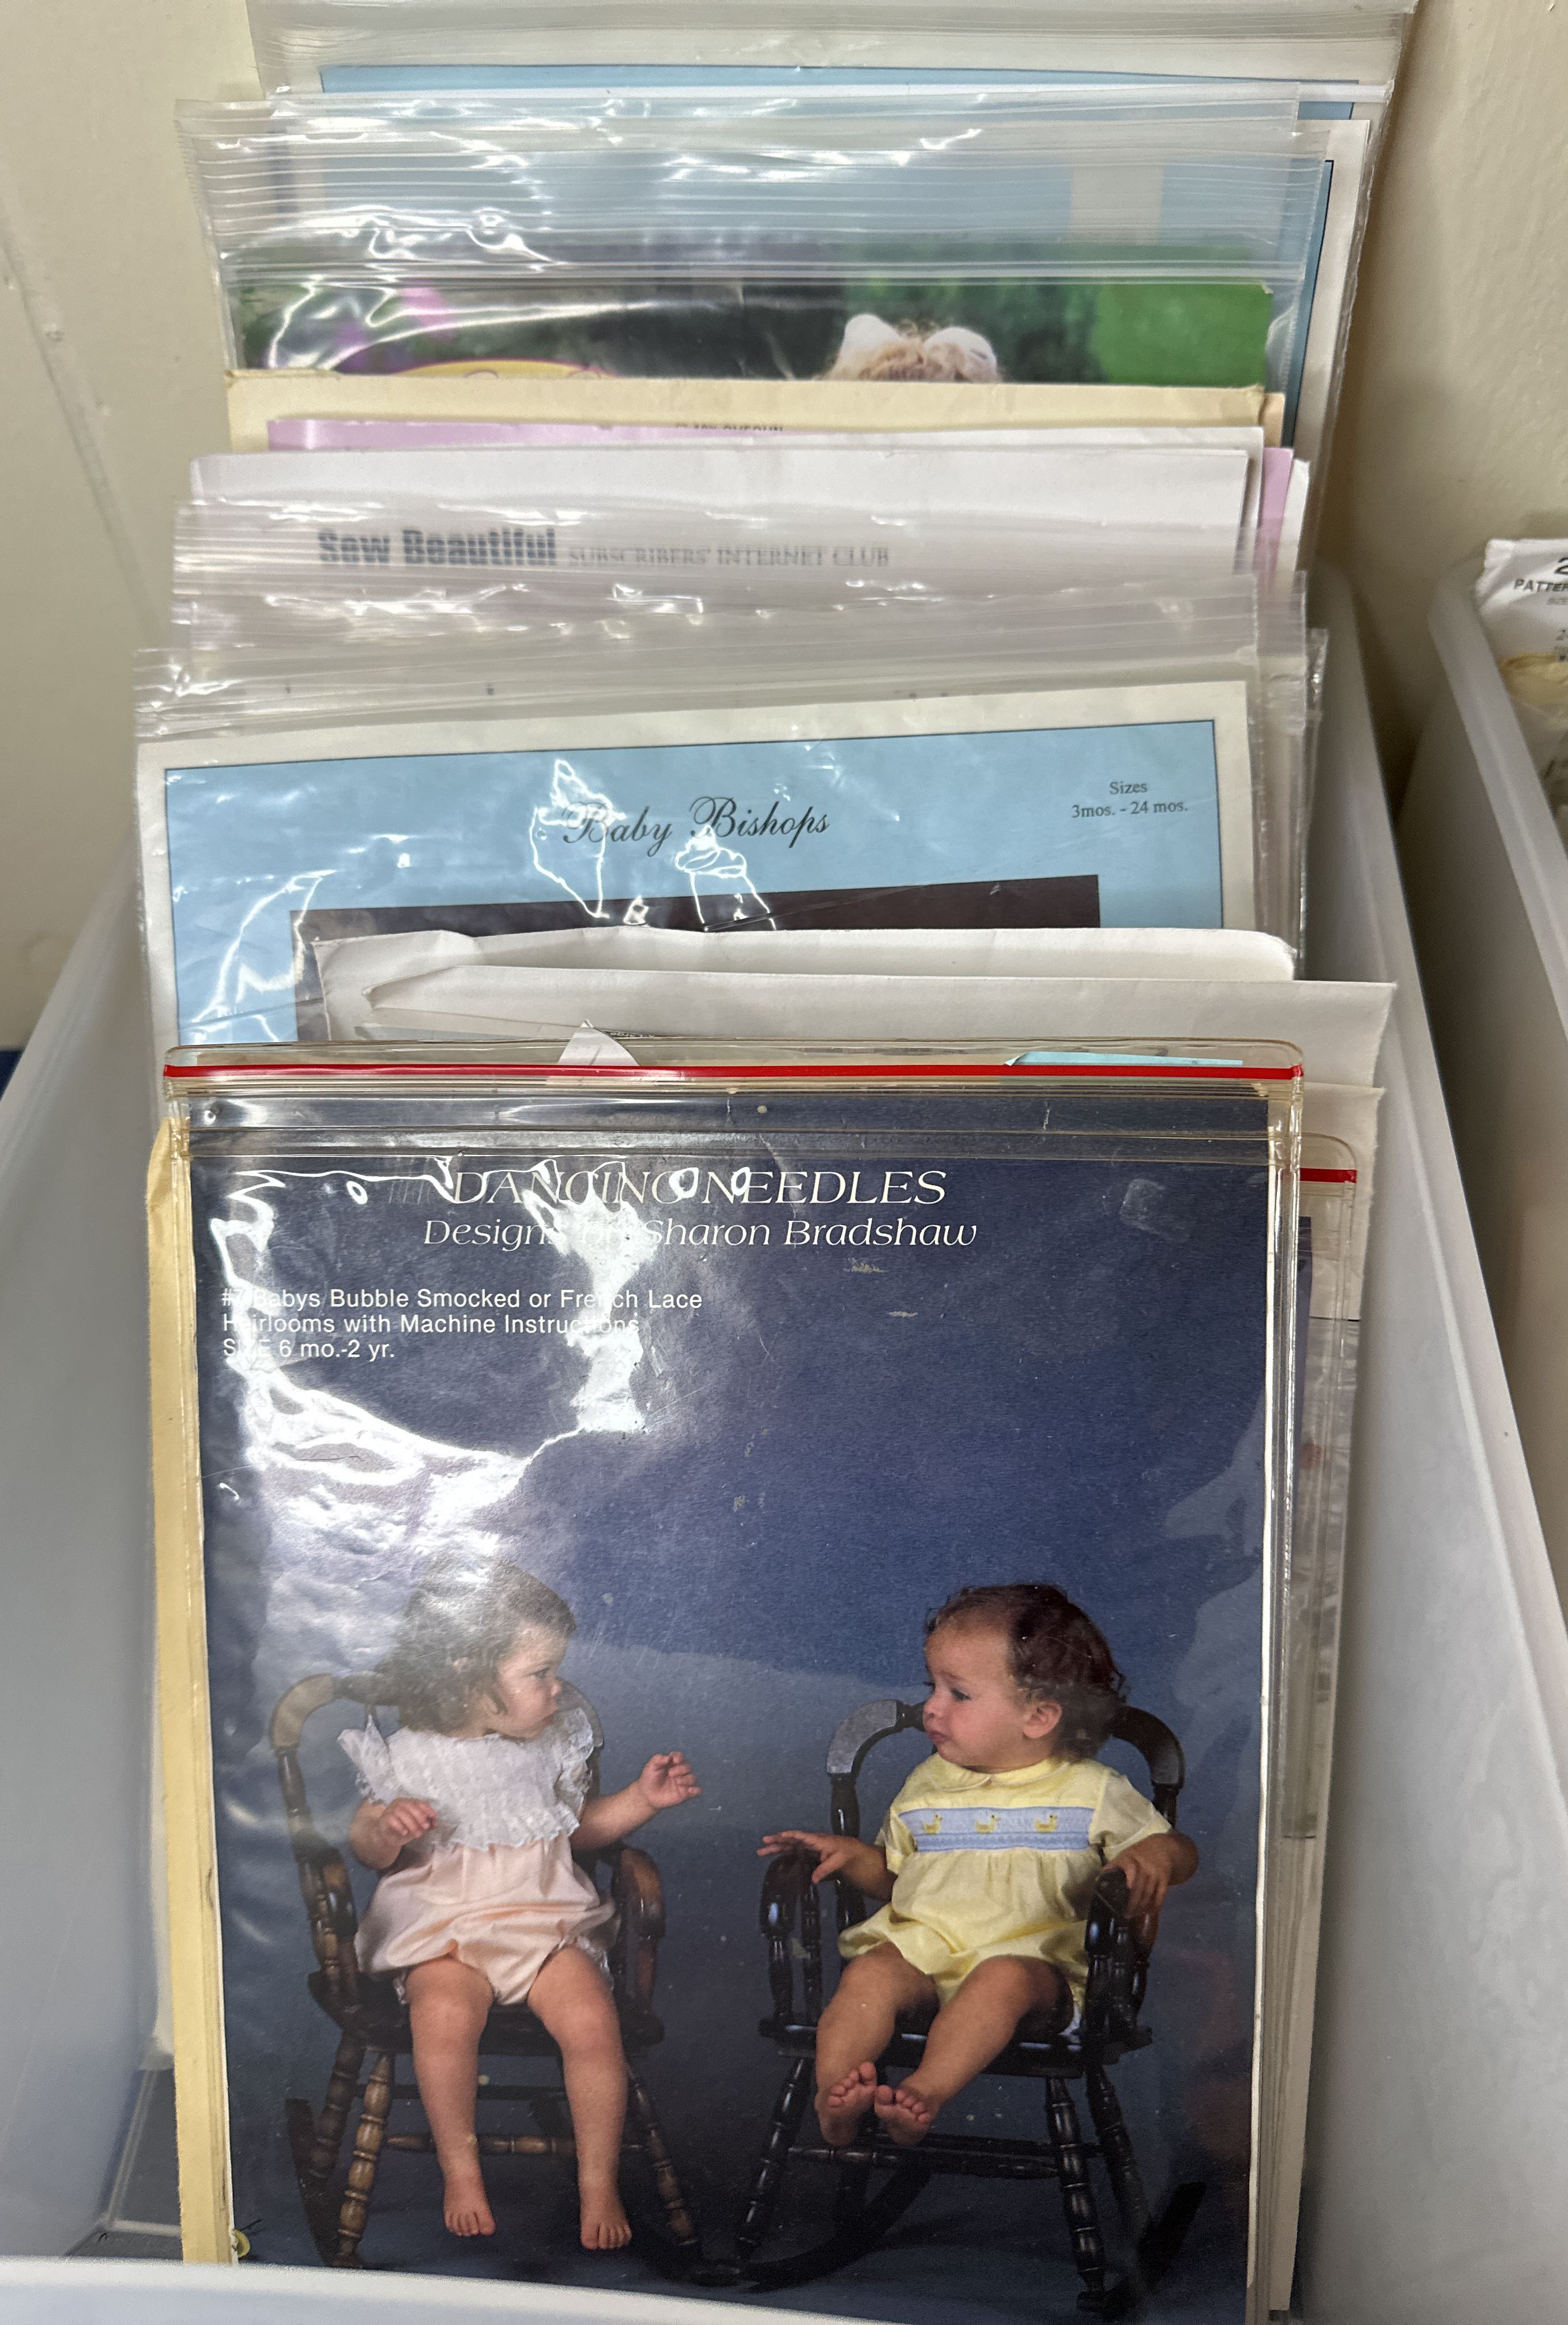 Sew Beautiful SUBSCRIBERS' INTERNET CLUB
Baby Bishops
Sizes
3mos. - 24 mos.
DANCING NEEDLES
Designs by Sharon Bradshaw
#7 Babys Bubble Smocked or French Lace
Heirlooms with Machine Instructions
SIZE 6 mo.-2 yr.